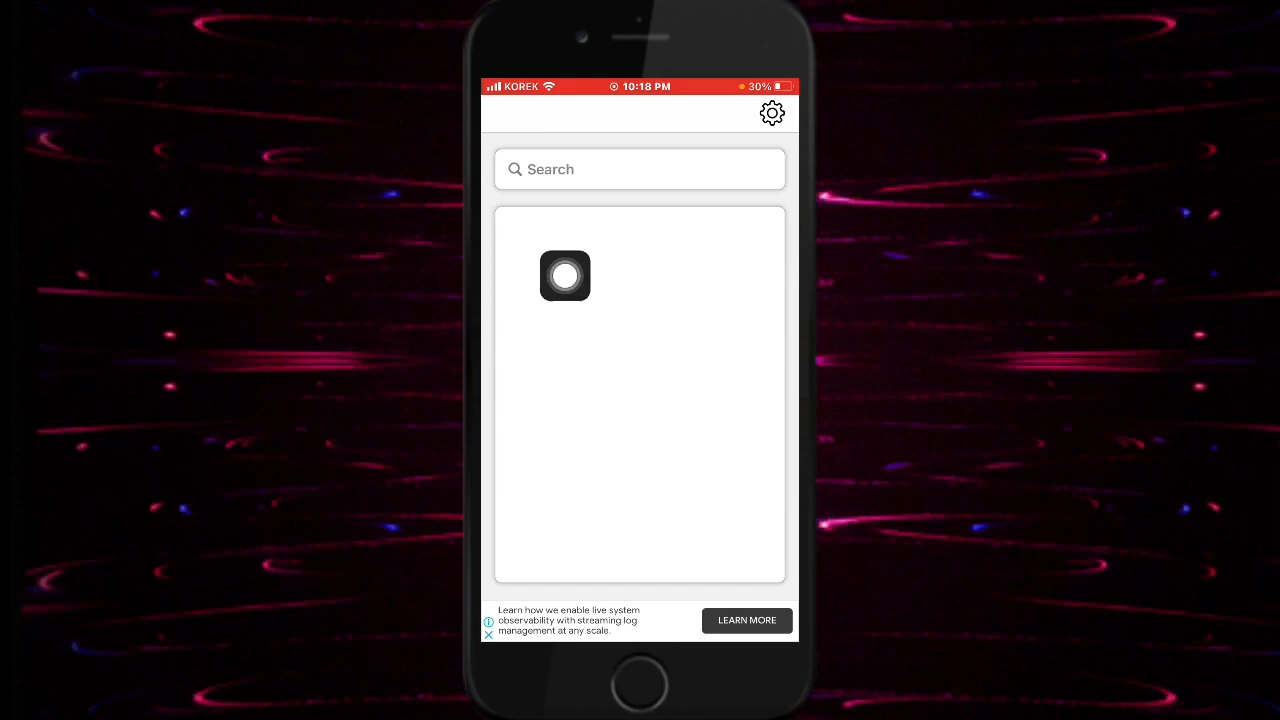 KOREK 10:18 PM 30%
Search
Learn how we enable live system
observability with streaming log
management at any scale.
LEARN MORE